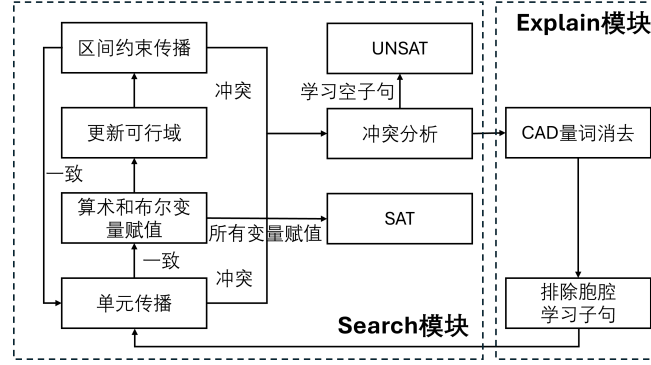 Explain模块
区间约束传播
UNSAT
冲突
学习空子句
更新可行域
冲突分析
CAD量词消去
一致
算术和布尔变
量赋值
SAT
所有变量赋值
一致
冲突
单元传播
排除胞腔
学习子句
Search模块